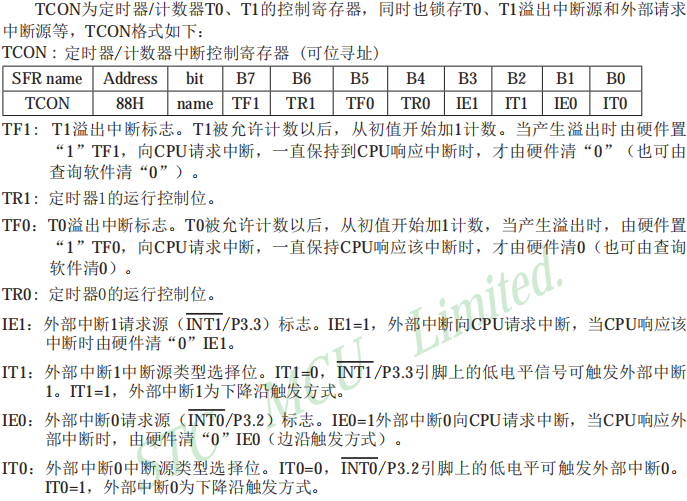 TCON为定时器/计数器T0、T1的控制寄存器，同时也锁存T0、T1溢出中断源和外部请求
中断源等，TCON格式如下：
TCON：定时器/计数器中断控制寄存器（可位寻址）
SFR name Address bit B7 B6 B5 B4 B3 B2 B1 B0
TCON 88H name TF1 TR1 TF0 TR0 IE1 IT1 IE0 IT0
TF1：T1溢出中断标志。T1被允许计数以后，从初值开始加1计数。当产生溢出时由硬件置
“1”TF1，向CPU请求中断，一直保持到CPU响应中断时，才由硬件清“0”（也可由
查询软件清“0”）。
TR1：定时器1的运行控制位。
TF0：T0溢出中断标志。T0被允许计数以后，从初值开始加1计数，当产生溢出时，由硬件置
“1”TF0，向CPU请求中断，一直保持CPU响应该中断时，才由硬件清0（也可由查询
软件清0）。
TR0：定时器0的运行控制位。
IE1：外部中断1请求源（INT1/P3.3）标志。IE1=1，外部中断向CPU请求中断，当CPU响应该
中断时由硬件清“0”IE1。
IT1：外部中断1中断源类型选择位。IT1=0，INT1/P3.3引脚上的低电平信号可触发外部中断
1。IT1=1，外部中断1为下降沿触发方式。
IE0：外部中断0请求源（INT0/P3.2）标志。IE0=1外部中断0向CPU请求中断，当CPU响应外
部中断时，由硬件清“0”IE0（边沿触发方式）。
IT0：外部中断0中断源类型选择位。IT0=0，INT0/P3.2引脚上的低电平可触发外部中断0。
IT0=1，外部中断0为下降沿触发方式。
STC MCU Limited.